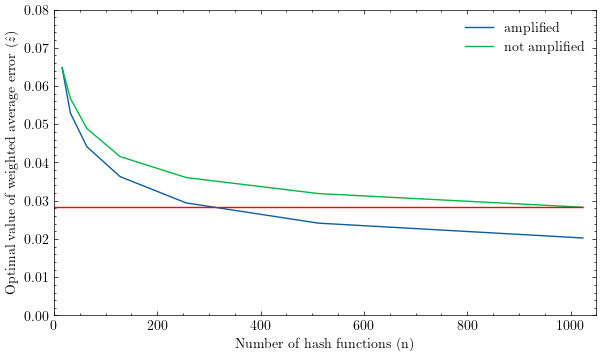 0.08
0.07
0.06
0.05
0.04
0.03
0.02
0.01
0.00
Optimal value of weighted average error (ẑ)
amplified
not amplified
0 200 400 600 800 1000
Number of hash functions (n)